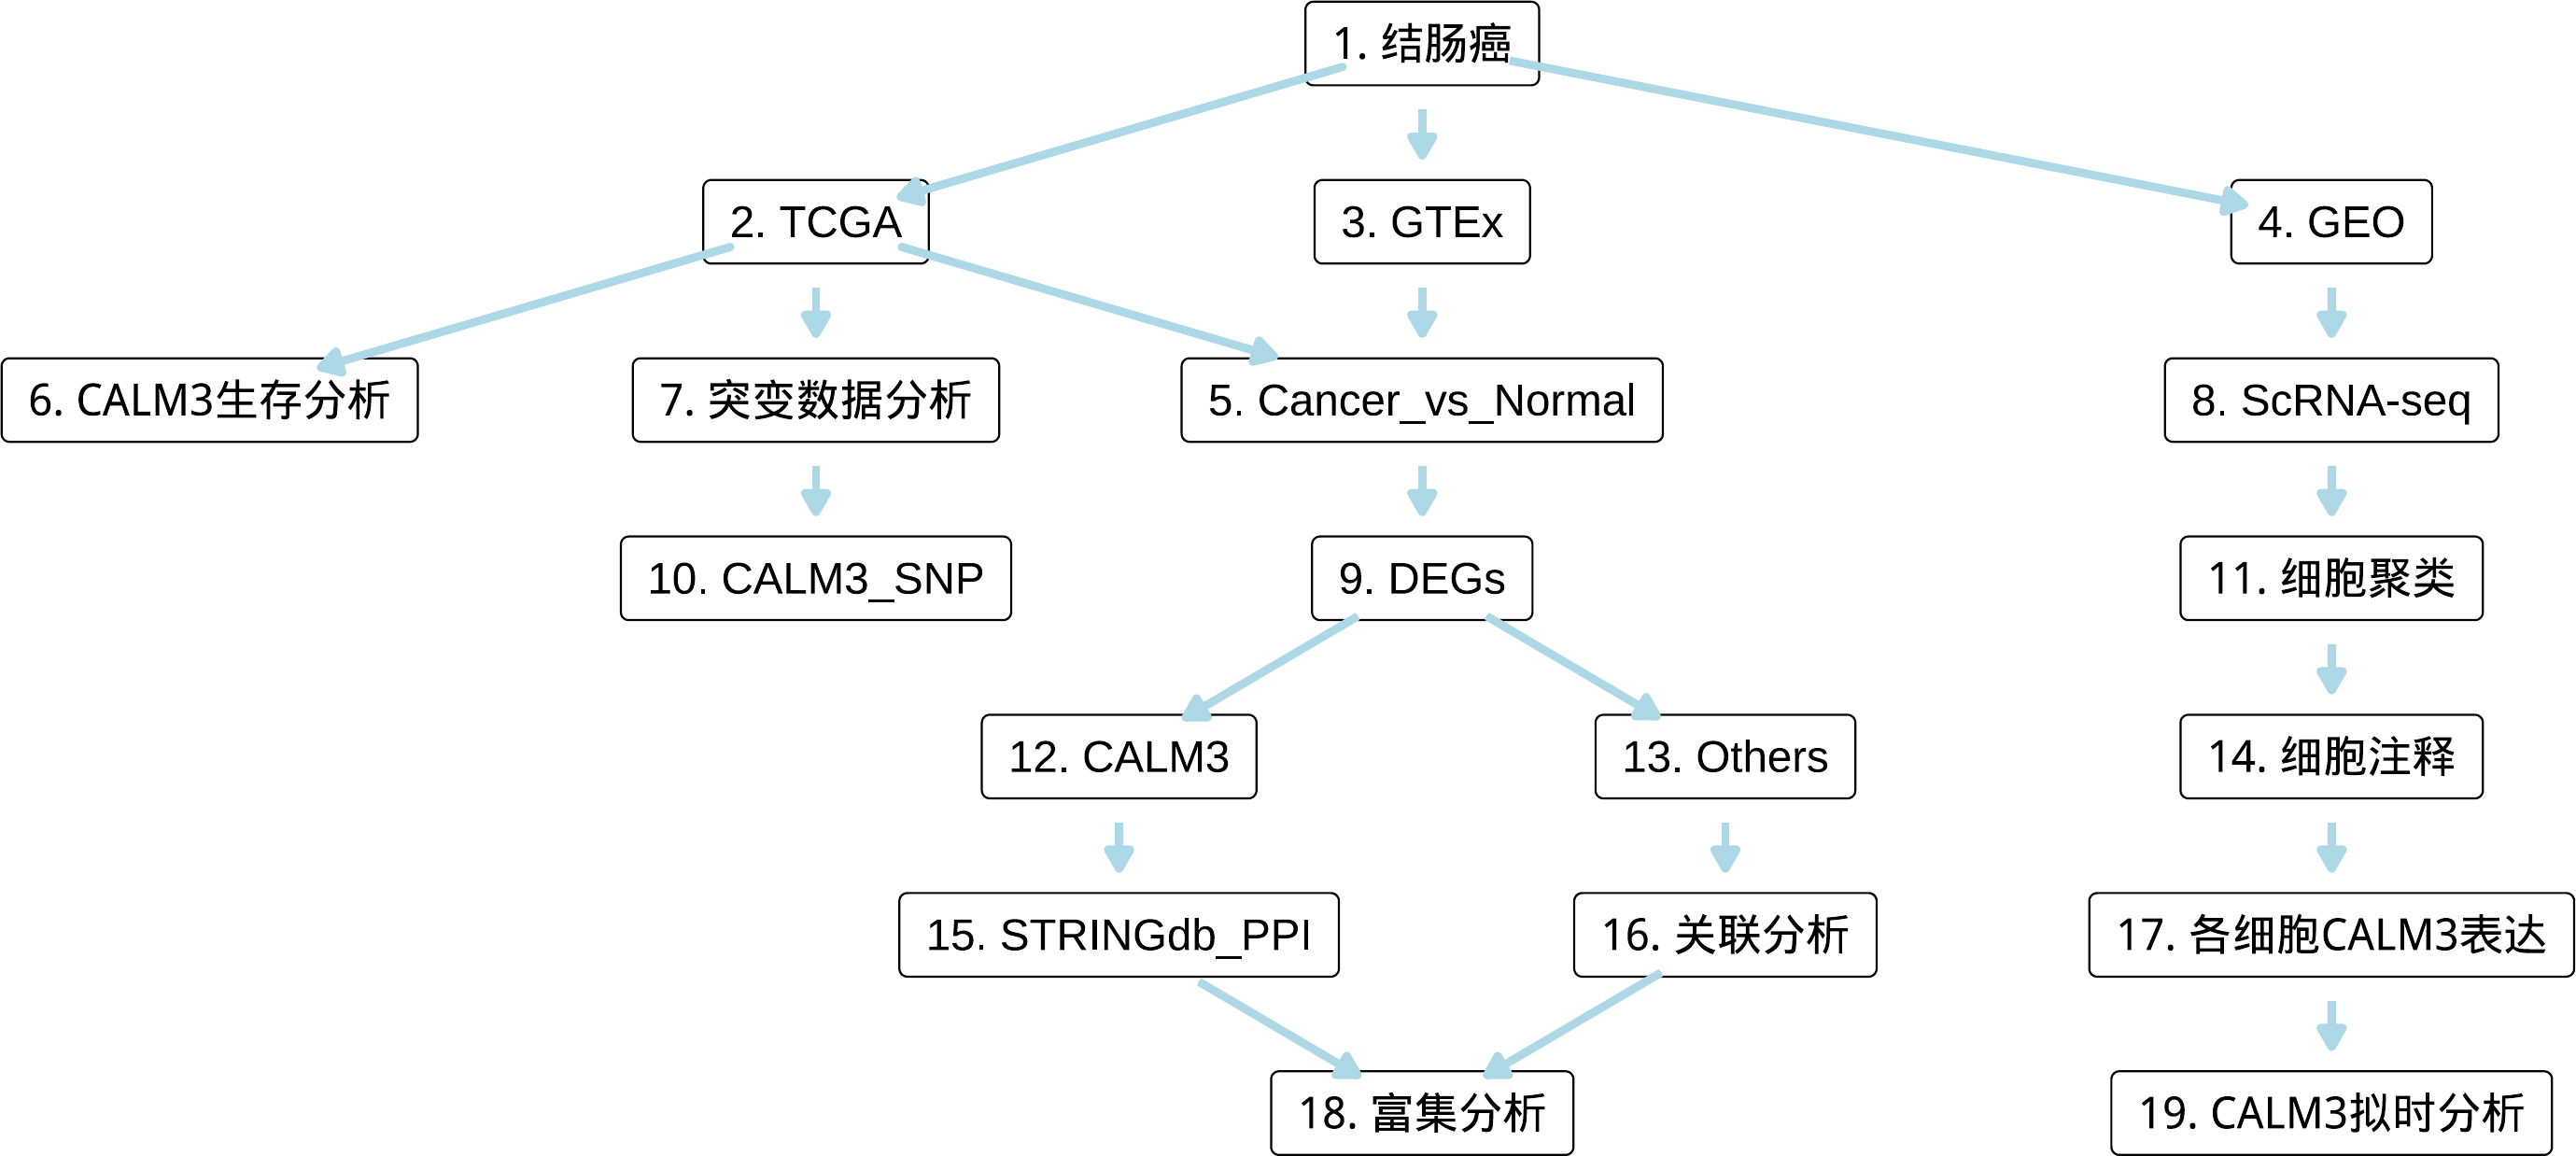 1. 结肠癌
2. TCGA
3. GTEx
4. GEO
6. CALM3生存分析
7. 突变数据分析
5. Cancer_vs_Normal
8. ScRNA-seq
10. CALM3_SNP
9. DEGs
11. 细胞聚类
12. CALM3
13. Others
14. 细胞注释
15. STRINGdb_PPI
16. 关联分析
17. 各细胞CALM3表达
18. 富集分析
19. CALM3拟时分析